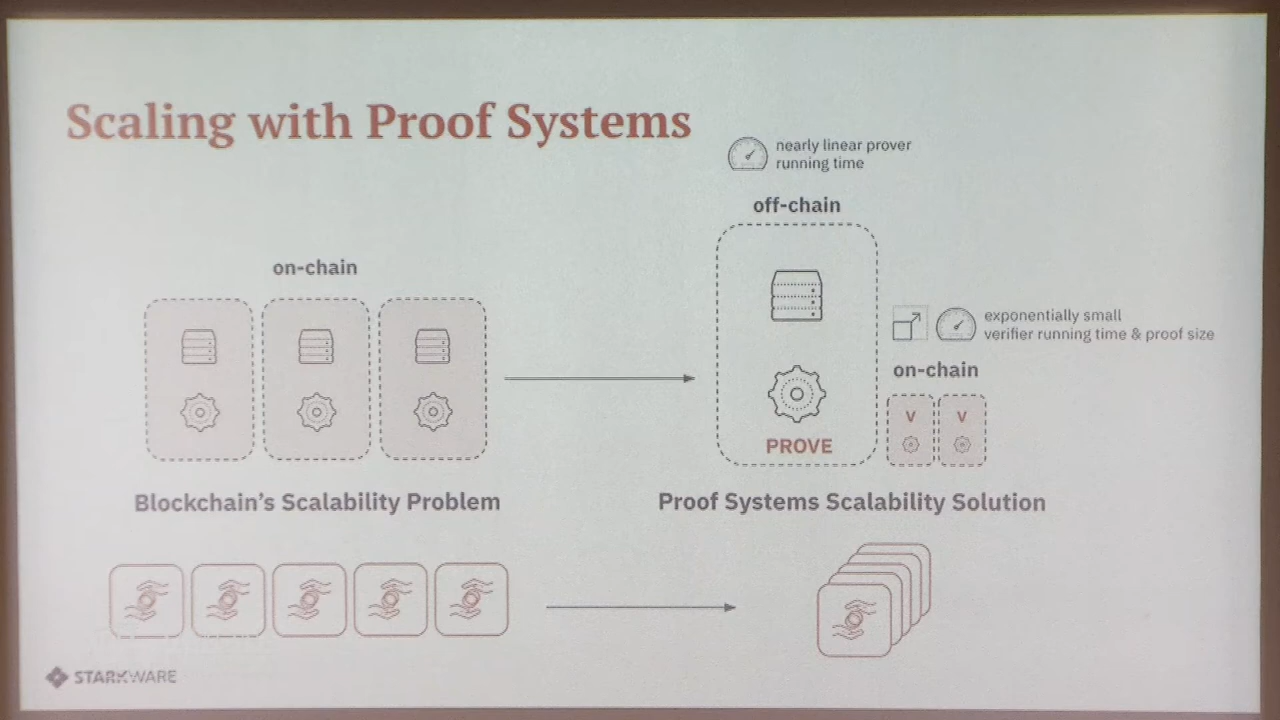 Scaling with Proof Systems
nearly linear prover
running time
off-chain
on-chain
exponentially small
verifier running time & proof size
on-chain
V
V
PROVE
Blockchain's Scalability Problem
Proof Systems Scalability Solution
STARKWARE